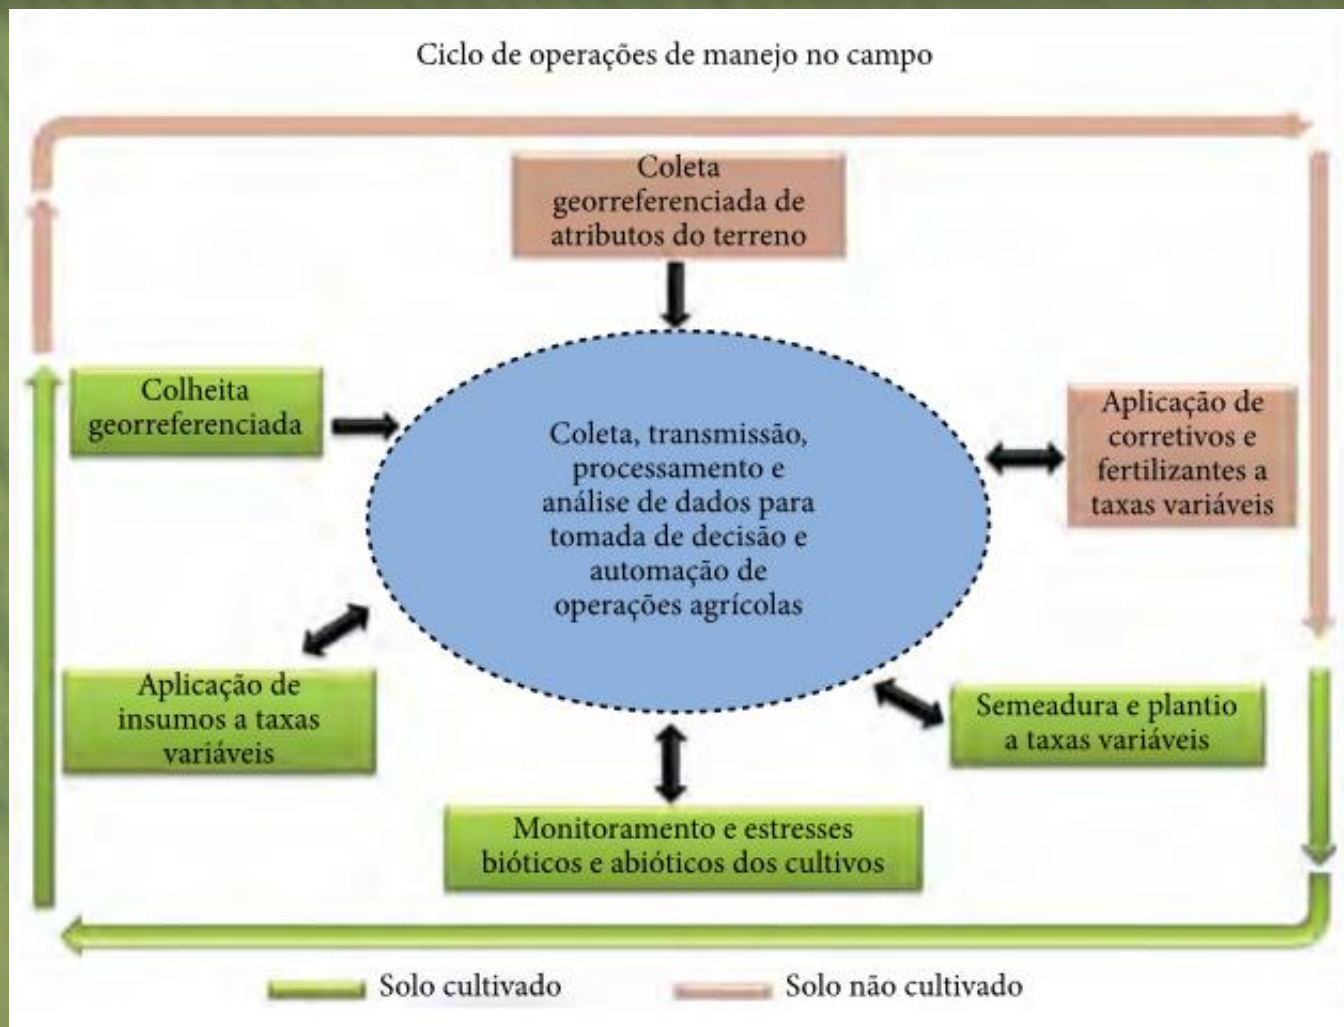 Ciclo de operações de manejo no campo
Coleta
georreferenciada de
atributos do terreno
Colheita
georreferenciada
Coleta, transmissão,
processamento e
análise de dados para
tomada de decisão e
automação de
operações agrícolas
Aplicação de
corretivos e
fertilizantes a
taxas variáveis
Aplicação de
insumos a taxas
variáveis
Semeadura e plantio
a taxas variáveis
Monitoramento e estresses
bióticos e abióticos dos cultivos
Solo cultivado
Solo não cultivado